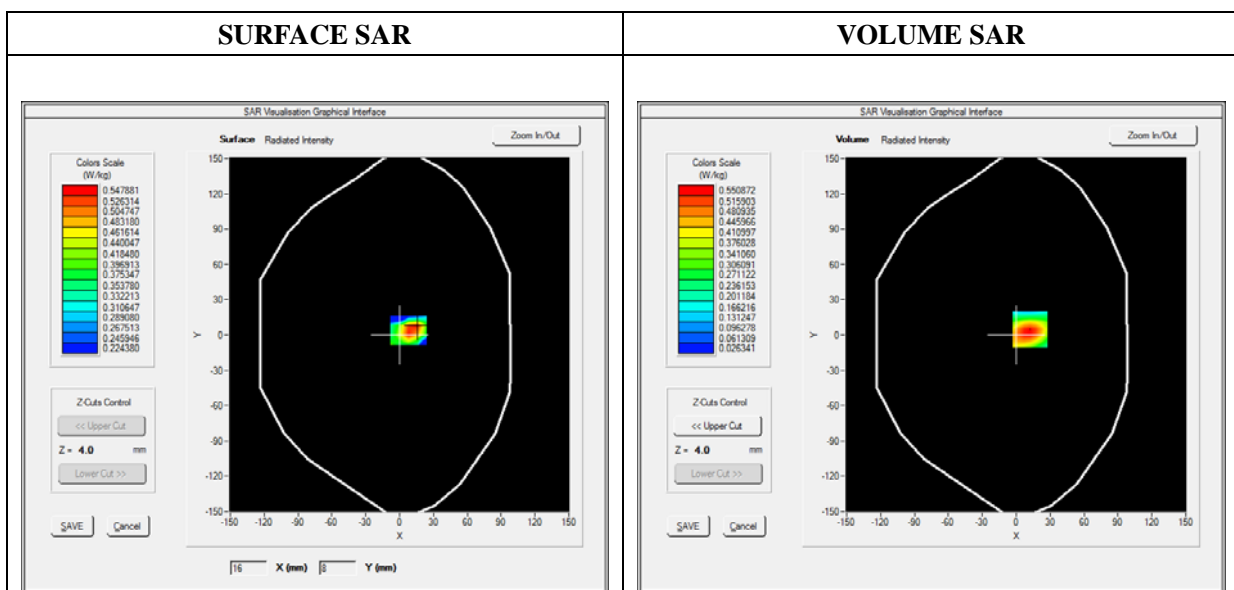 SURFACE SAR
VOLUME SAR
SAR Visualisation Graphical Interface
Surface Radiated Intensity
Zoom In/Out
Colors Scale
(W/kg)
0.547881
0.526314
0.504747
0.483180
0.461614
0.440047
0.418480
0.396913
0.375347
0.353780
0.332213
0.310647
0.289080
0.267513
0.245946
0.224380
150
120
90
60
30
0
-30
-60
-90
-120
-150
Y
-150 -120 -90 -60 -30 0 30 60 90 120 150
X
Z-Cuts Control
<< Upper Cut
Z = 4.0 mm
Lower Cut >>
SAVE Cancel
16 X (mm) 8 Y (mm)
SAR Visualisation Graphical Interface
Volume Radiated Intensity
Zoom In/Out
Colors Scale
(W/kg)
0.550872
0.515903
0.480935
0.445966
0.410997
0.376028
0.341060
0.306091
0.271122
0.236153
0.201184
0.166216
0.131247
0.096278
0.061309
0.026341
150
120
90
60
30
0
-30
-60
-90
-120
-150
Y
-150 -120 -90 -60 -30 0 30 60 90 120 150
X
Z-Cuts Control
<< Upper Cut
Z = 4.0 mm
Lower Cut >>
SAVE Cancel